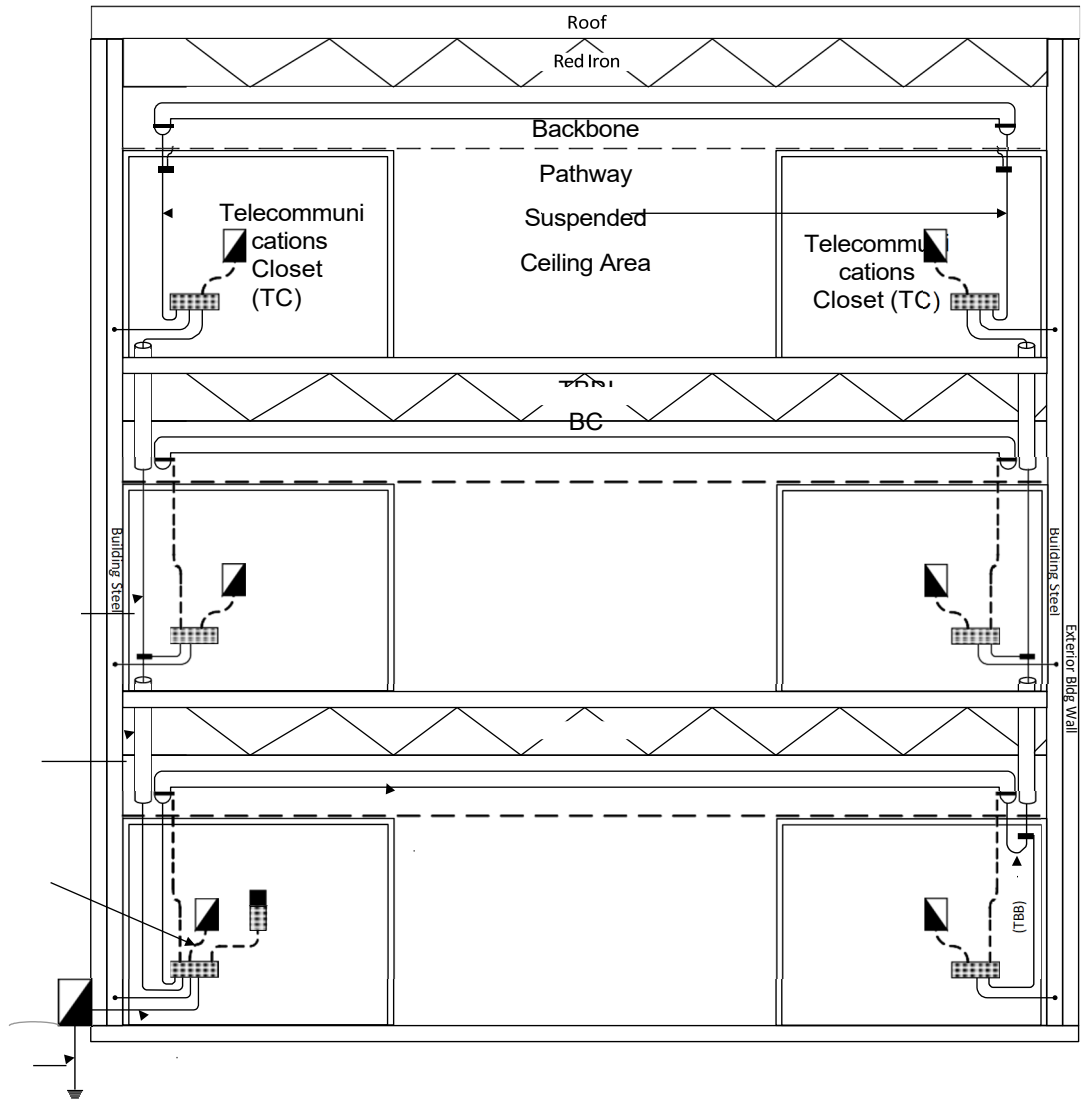 Roof
Red Iron
Backbone
Pathway
Suspended
Ceiling Area
Telecommuni
cations
Closet
(TC)
Telecommuni
cations
Closet (TC)
BC
Building Steel
Building Steel
Exterior Bldg Wall
(TBB)